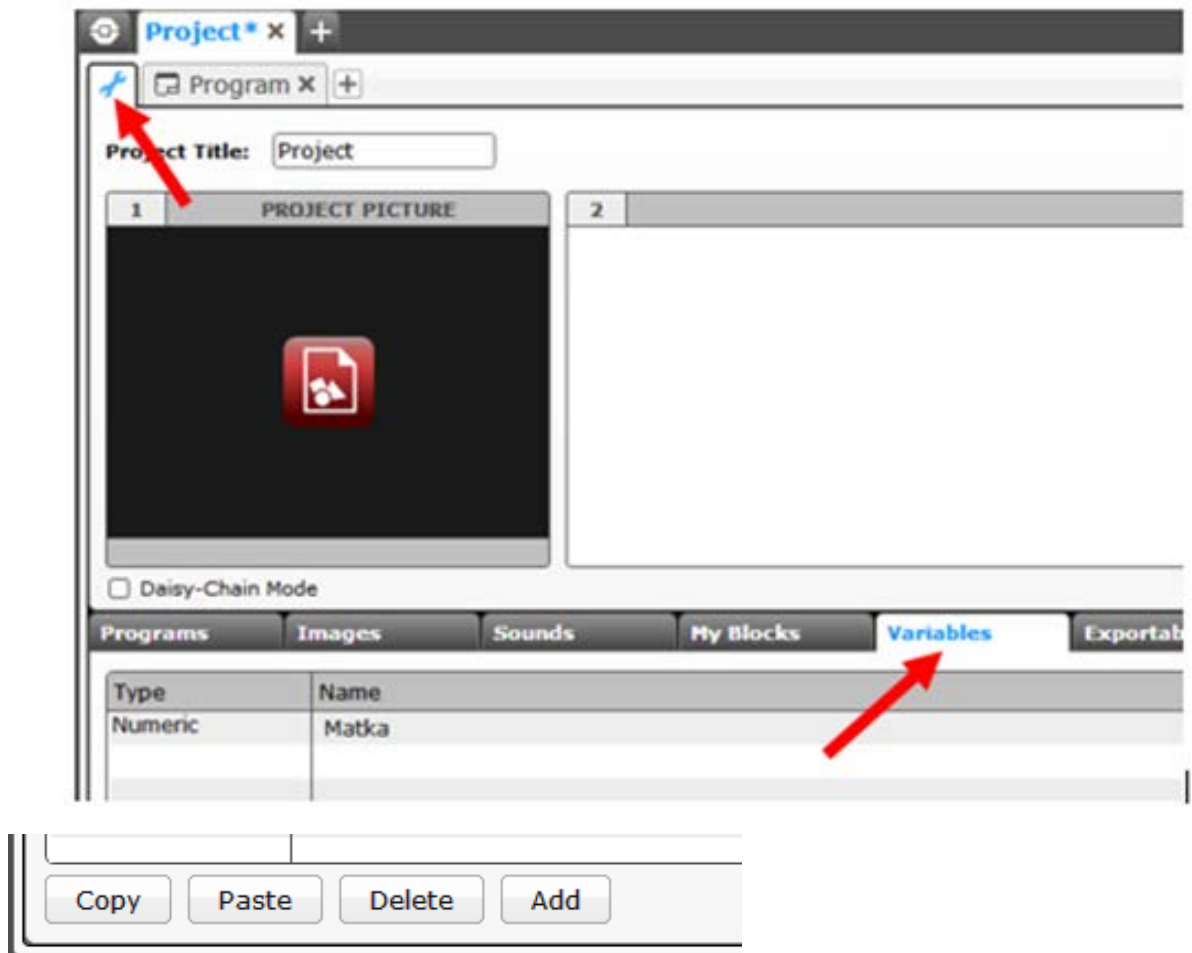 Project* × +
Program × +
Project Title: Project
1 PROJECT PICTURE 2
Daisy-Chain Mode
Programs Images Sounds My Blocks Variables Exportab
Type Name
Numeric Matka
Copy Paste Delete Add